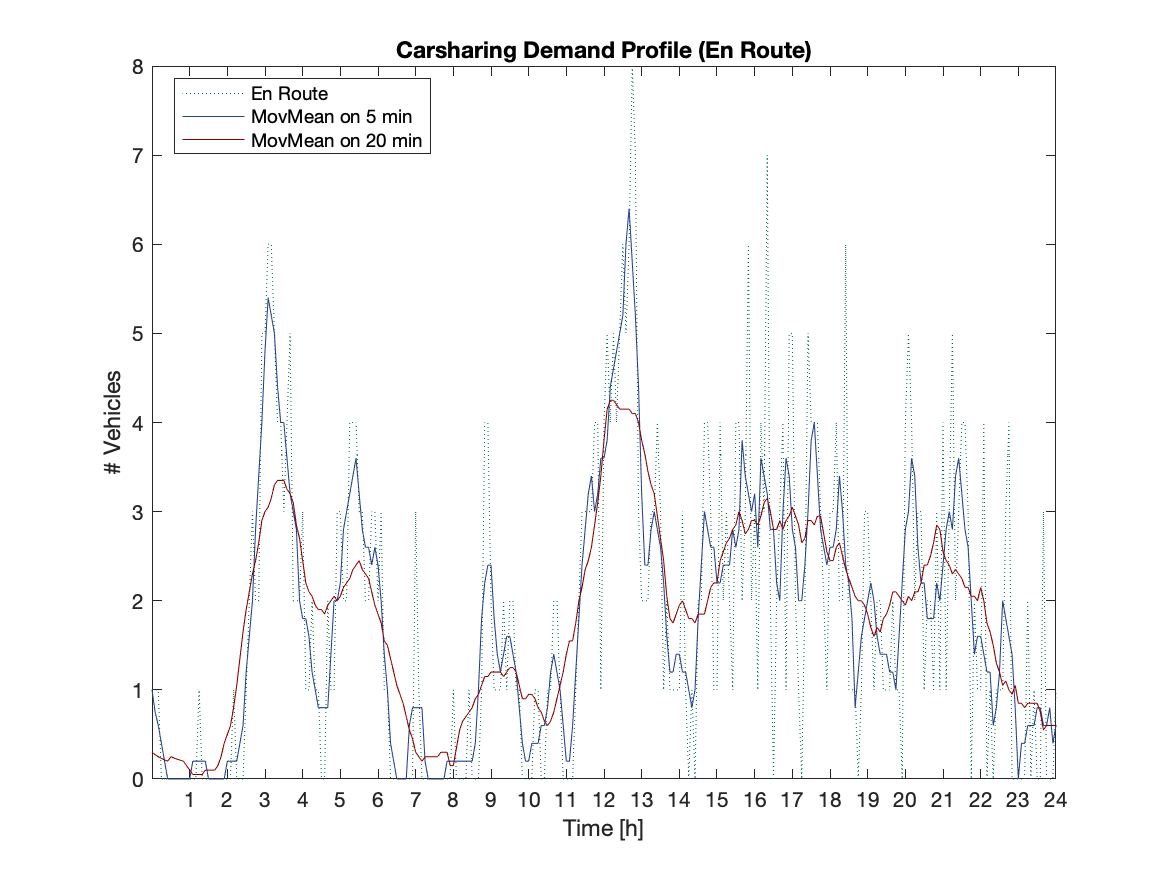 Carsharing Demand Profile (En Route)
En Route
MovMean on 5 min
MovMean on 20 min
8
7
6
5
4
3
2
1
0
# Vehicles
1 2 3 4 5 6 7 8 9 10 11 12 13 14 15 16 17 18 19 20 21 22 23 24
Time [h]